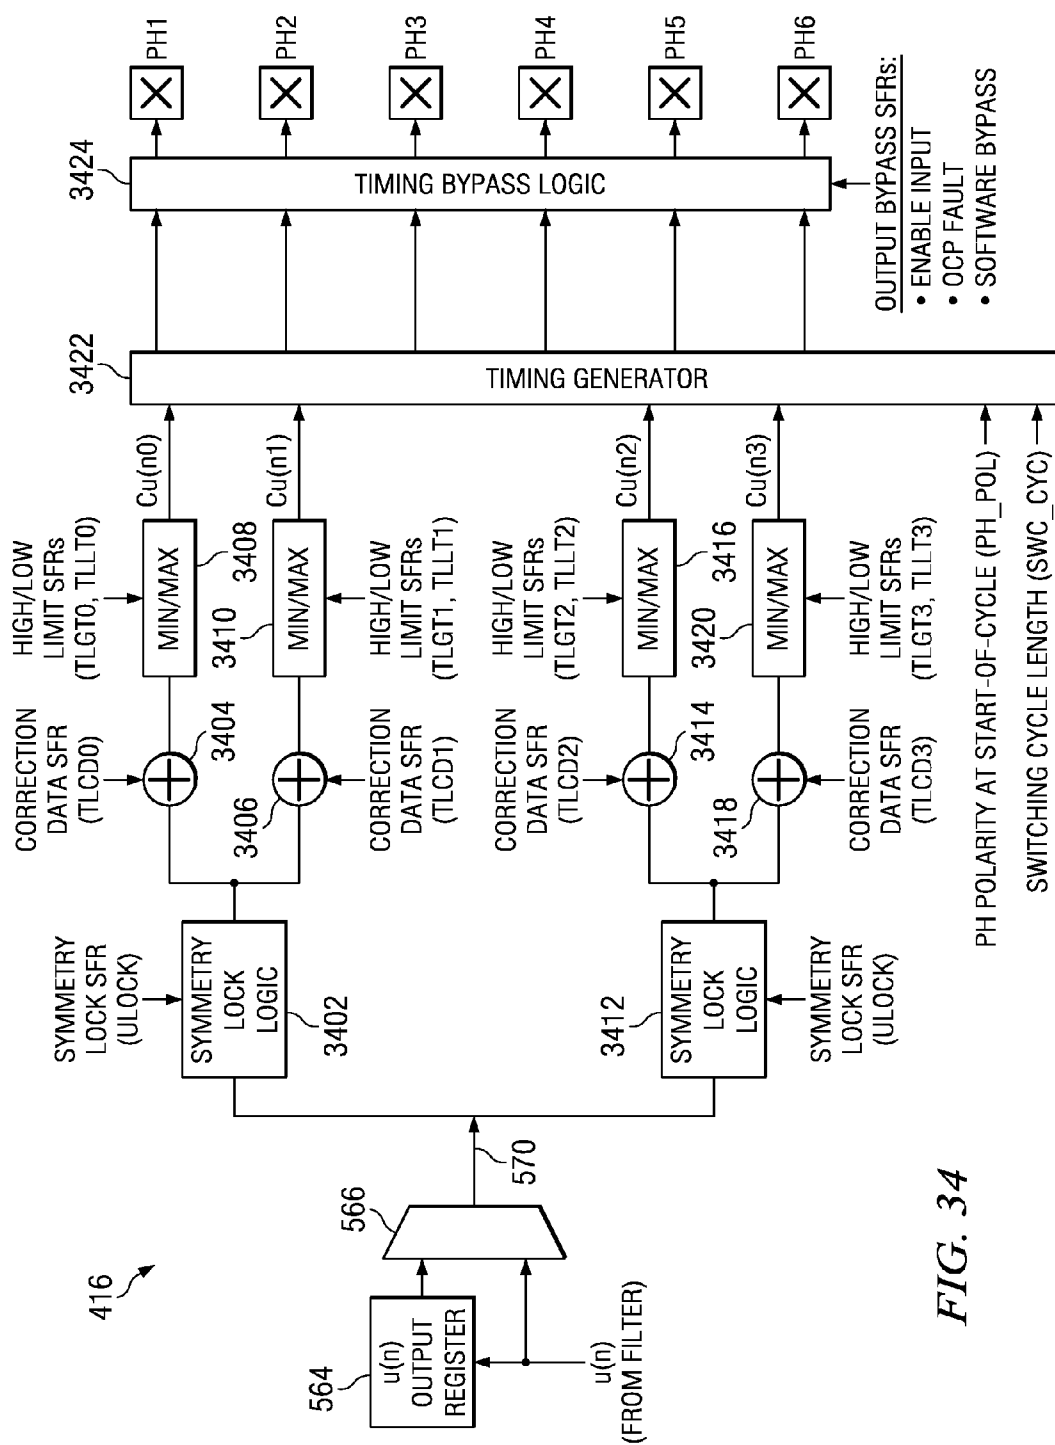 416
564
u(n)
OUTPUT
REGISTER
u(n)
(FROM FILTER)
566
570
SYMMETRY
LOCK SFR
(ULOCK)
SYMMETRY
LOCK
LOGIC
3402
3412
SYMMETRY
LOCK
LOGIC
SYMMETRY
LOCK SFR
(ULOCK)
CORRECTION
DATA SFR
(TLCD0)
3404
3406
CORRECTION
DATA SFR
(TLCD1)
CORRECTION
DATA SFR
(TLCD2)
3414
3418
CORRECTION
DATA SFR
(TLCD3)
HIGH/LOW
LIMIT SFRs
(TLGT0, TLLT0)
MIN/MAX
3408
3410
MIN/MAX
HIGH/LOW
LIMIT SFRs
(TLGT1, TLLT1)
HIGH/LOW
LIMIT SFRs
(TLGT2, TLLT2)
MIN/MAX
3416
3420
MIN/MAX
HIGH/LOW
LIMIT SFRs
(TLGT3, TLLT3)
Cu(n0)
Cu(n1)
Cu(n2)
Cu(n3)
PH POLARITY AT START-OF-CYCLE (PH_POL)
SWITCHING CYCLE LENGTH (SWC_CYC)
3422
TIMING GENERATOR
3424
TIMING BYPASS LOGIC
OUTPUT BYPASS SFRs:
• ENABLE INPUT
• OCP FAULT
• SOFTWARE BYPASS
PH1
PH2
PH3
PH4
PH5
PH6
FIG. 34